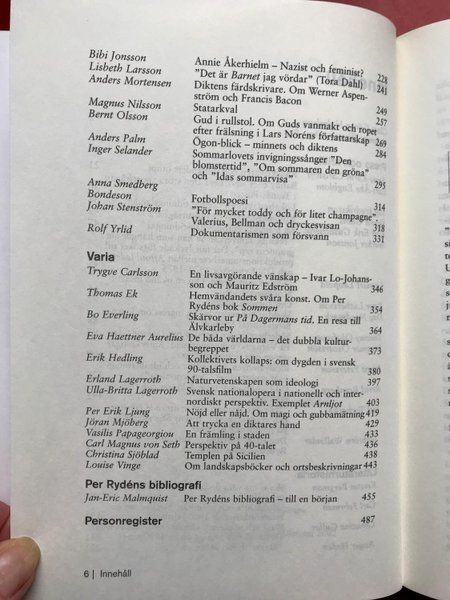 Bibi Jonsson Annie Åkerhielm – Nazist och feminist? 228
Lisbeth Larsson "Det är Barnet jag vördar" (Tora Dahl) 241
Anders Mortensen Diktens färdskrivare. Om Werner Aspen-
ström och Francis Bacon 249
Magnus Nilsson Statarkval 257
Bernt Olsson Gud i rullstol. Om Guds vanmakt och ropet
efter frälsning i Lars Noréns författarskap 269
Anders Palm Ögon-blick – minnets och diktens 284
Inger Selander Sommarlovets invigningssånger "Den
blomstertid", "Om sommaren den gröna"
och "Idas sommarvisa" 295
Anna Smedberg
Bondeson Fotbollspoesi 314
Johan Stenström "För mycket toddy och för litet champagne".
Valerius, Bellman och dryckesvisan 318
Rolf Yrlid Dokumentarismen som försvann 331
Varia
Trygve Carlsson En livsavgörande vänskap – Ivar Lo-Johans-
son och Mauritz Edström 346
Thomas Ek Hemvändandets svåra konst. Om Per
Rydéns bok Sommen 354
Bo Everling Skärvor ur På Dagermans tid. En resa till
Älvkarleby 364
Eva Haettner Aurelius De båda världarna – det dubbla kultur-
begreppet 373
Erik Hedling Kollektivets kollaps: om dygden i svensk
90-talsfilm 380
Erland Lagerroth Naturvetenskapen som ideologi 397
Ulla-Britta Lagerroth Svensk nationalopera i nationellt och inter-
nordiskt perspektiv. Exemplet Arnljot 403
Per Erik Ljung Nöjd eller nåjd. Om magi och gubbamätning 419
Jöran Mjöberg Att trycka en diktares hand 429
Vasilis Papageorgiou En främling i staden 433
Carl Magnus von Seth Perspektiv på 40-talet 436
Christina Sjöblad Templen på Sicilien 438
Louise Vinge Om landskapsböcker och ortsbeskrivningar 443
Per Rydéns bibliografi
Jan-Eric Malmquist Per Rydéns bibliografi – till en början 455
Personregister 487
6 | Innehåll